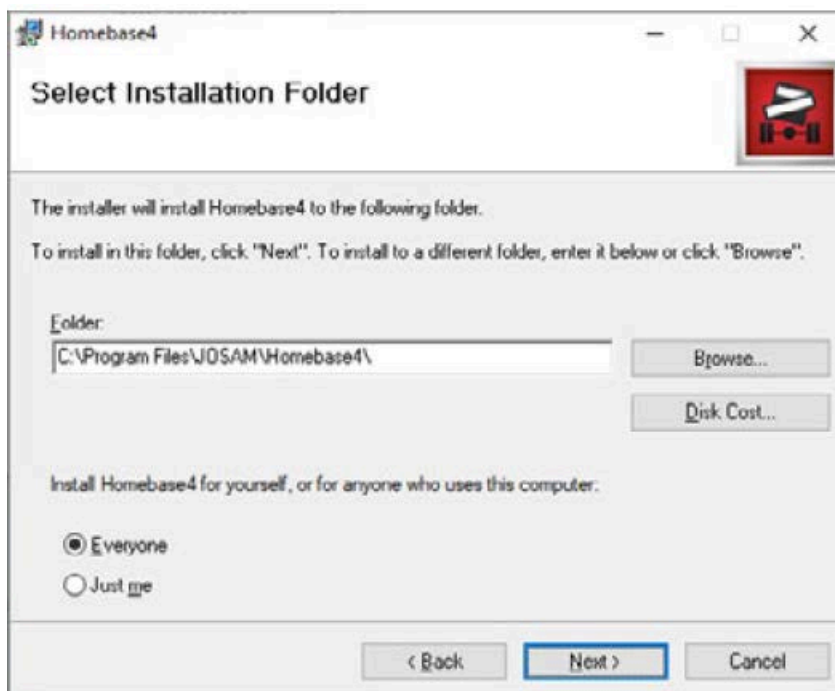 Homebase4
Select Installation Folder
The installer will install Homebase4 to the following folder.
To install in this folder, click "Next". To install to a different folder, enter it below or click "Browse".
Folder:
C:\Program Files\JOSAM\Homebase4\
Browse...
Disk Cost...
Install Homebase4 for yourself, or for anyone who uses this computer:
Everyone
Just me
< Back
Next >
Cancel